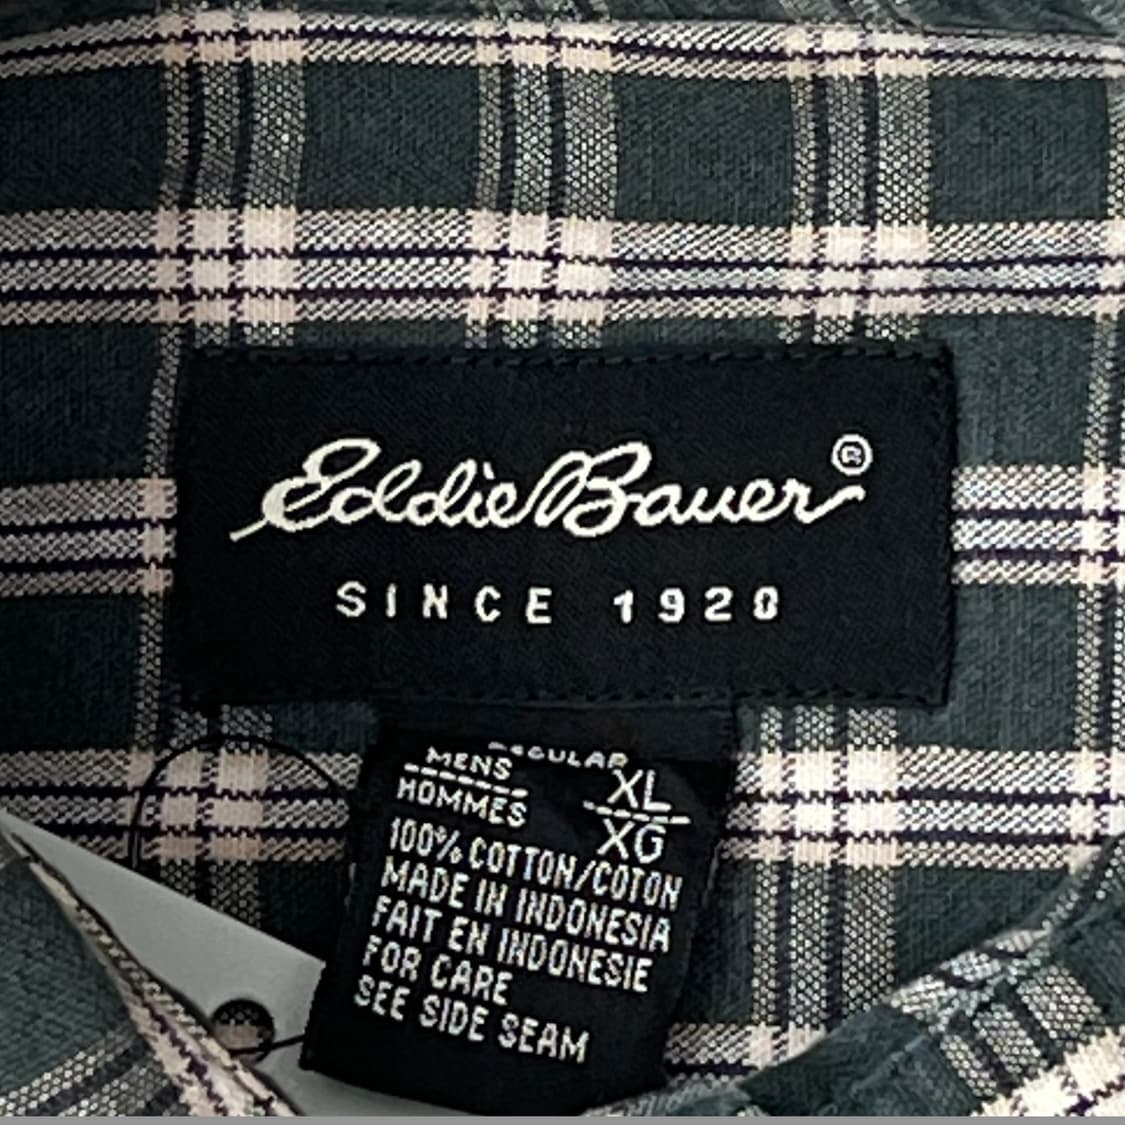 Eddie Bauer®
SINCE 1920
REGULAR
MENS XL
HOMMES XG
100% COTTON/COTON
MADE IN INDONESIA
FAIT EN INDONESIE
FOR CARE
SEE SIDE SEAM